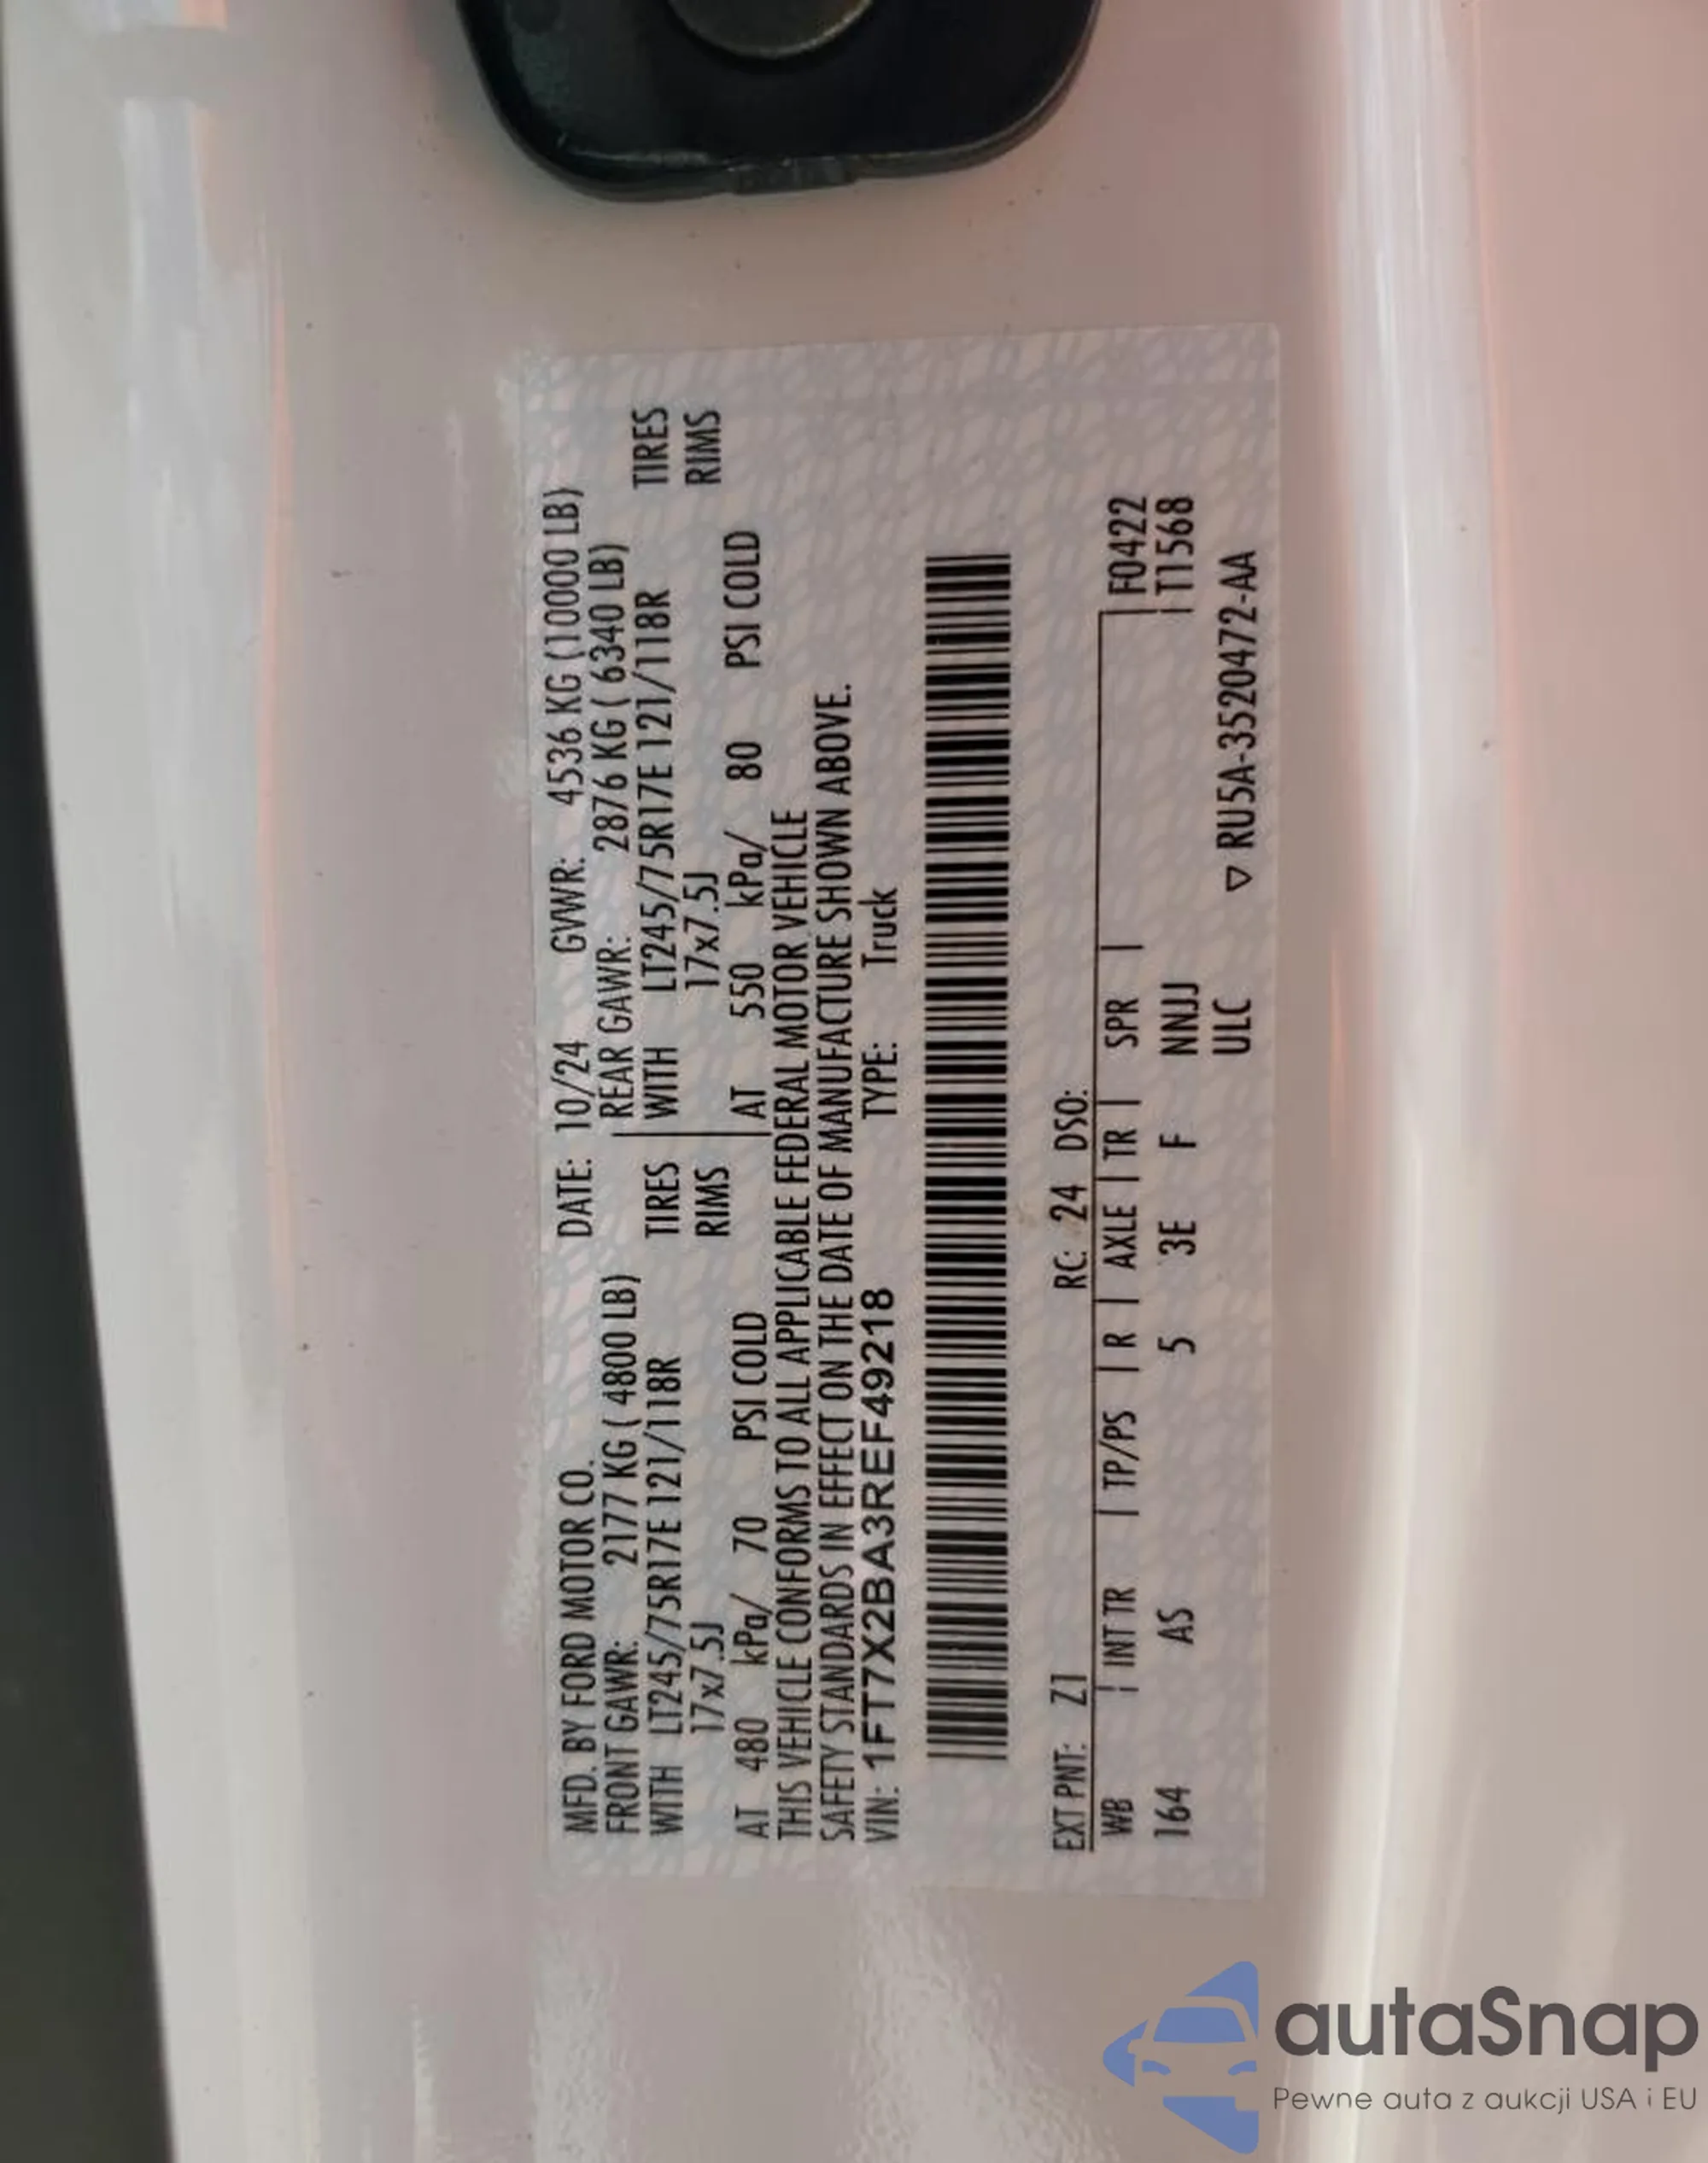 MFD. BY FORD MOTOR CO. DATE: 10/24 GVWR: 4536 KG (10000 LB)
FRONT GAWR: 2177 KG ( 4800 LB) REAR GAWR: 2876 KG ( 6340 LB)
WITH LT245/75R17E 121/118R TIRES WITH LT245/75R17E 121/118R TIRES
17x7.5J RIMS 17x7.5J RIMS
AT 480 kPa/ 70 PSI COLD AT 550 kPa/ 80 PSI COLD
THIS VEHICLE CONFORMS TO ALL APPLICABLE FEDERAL MOTOR VEHICLE
SAFETY STANDARDS IN EFFECT ON THE DATE OF MANUFACTURE SHOWN ABOVE.
VIN: 1FT7X2BA3REF49218 TYPE: Truck
EXT PNT: Z1 RC: 24 DSO:
WB | INT TR | TP/PS | R | AXLE | TR | SPR | | F0422
164 AS 5 3E F NNJJ | T1568
ULC ▽ RU5A-3520472-AA
autaSnap
Pewne auta z aukcji USA i EU